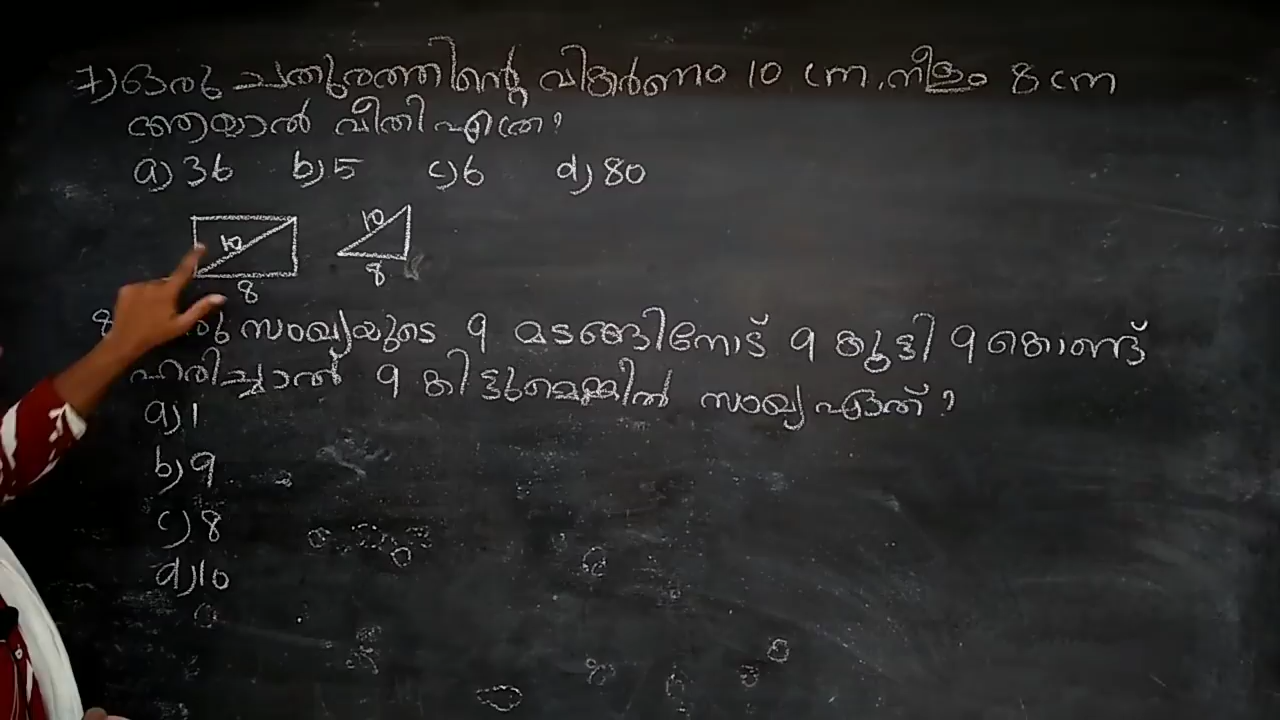 7) ഒരു ചതുരത്തിന്റെ വികർണം 10 cm, നീളം 8 cm
ആയാൽ വീതി എത്ര?
a) 36 b) 5 c) 6 d) 80
10 10
8 8
8 സംഖ്യയുടെ 9 മടങ്ങിനോട് 9 കൂട്ടി 9 കൊണ്ട്
ഹരിച്ചാൽ 9 കിട്ടുമെങ്കിൽ സംഖ്യ ഏത്?
a) 1
b) 9
c) 8
d) 10